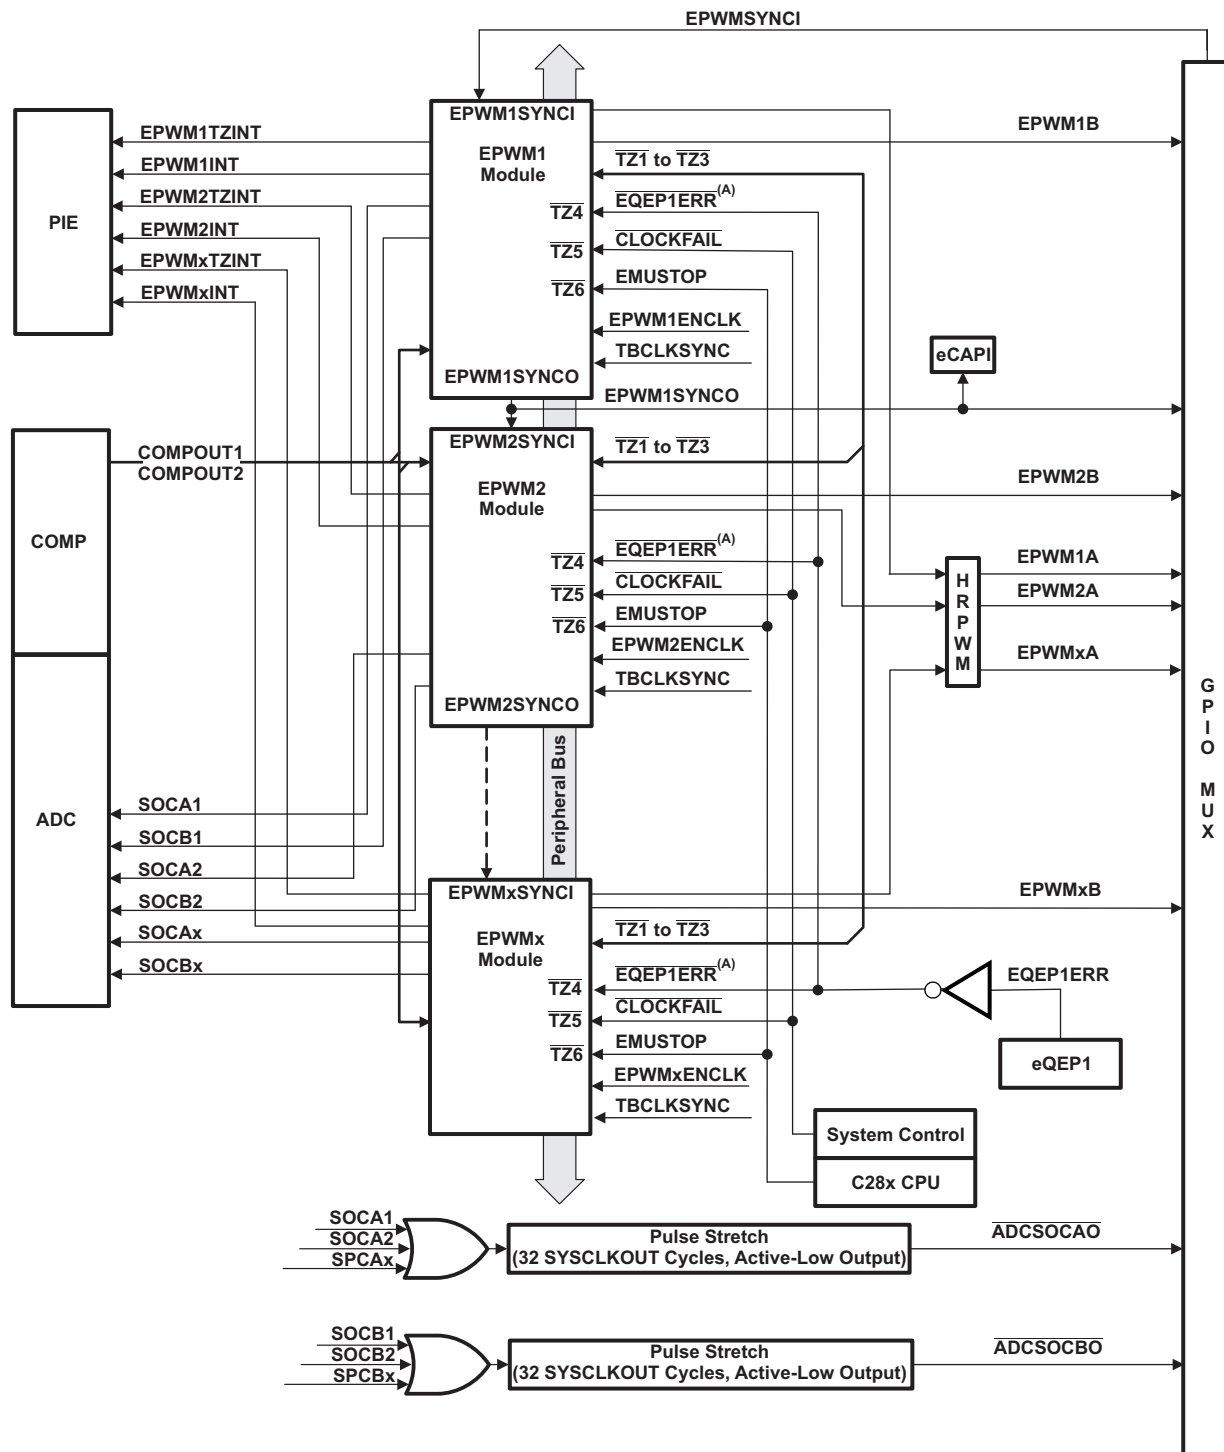 EPWMSYNCI
EPWM1SYNCI
EPWM1
Module
TZ4
TZ5
TZ6
EPWM1SYNCO
EPWM1TZINT
EPWM1INT
EPWM2TZINT
EPWM2INT
EPWMxTZINT
EPWMxINT
PIE
TZ1 to TZ3
EQEP1ERR(A)
CLOCKFAIL
EMUSTOP
EPWM1ENCLK
TBCLKSYNC
EPWM1B
eCAPI
EPWM1SYNCO
COMPOUT1
COMPOUT2
COMP
EPWM2SYNCI
EPWM2
Module
TZ4
TZ5
TZ6
EPWM2SYNCO
TZ1 to TZ3
EQEP1ERR(A)
CLOCKFAIL
EMUSTOP
EPWM2ENCLK
TBCLKSYNC
EPWM2B
HRPWM
EPWM1A
EPWM2A
EPWMxA
GPIO MUX
Peripheral Bus
ADC
SOCA1
SOCB1
SOCA2
SOCB2
SOCAx
SOCBx
EPWMxSYNCI
EPWMx
Module
TZ4
TZ5
TZ6
TZ1 to TZ3
EQEP1ERR(A)
CLOCKFAIL
EMUSTOP
EPWMxENCLK
TBCLKSYNC
EPWMxB
EQEP1ERR
eQEP1
System Control
C28x CPU
SOCA1
SOCA2
SPCAx
Pulse Stretch
(32 SYSCLKOUT Cycles, Active-Low Output)
ADCSOCAO
SOCB1
SOCB2
SPCBx
Pulse Stretch
(32 SYSCLKOUT Cycles, Active-Low Output)
ADCSOCBO